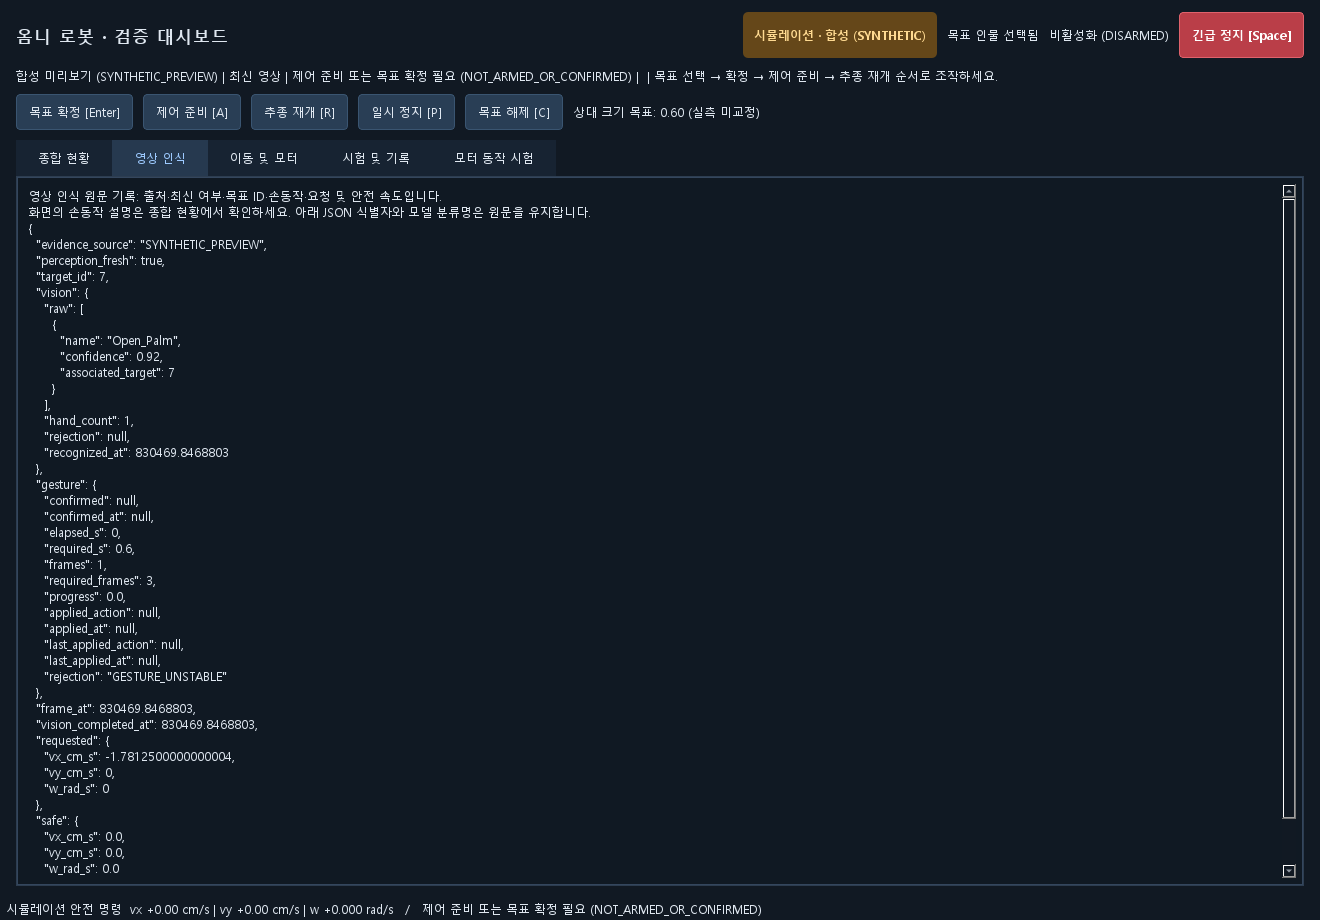 옴니 로봇 · 검증 대시보드
시뮬레이션 · 합성 (SYNTHETIC)
목표 인물 선택됨
비활성화 (DISARMED)
긴급 정지 [Space]
합성 미리보기 (SYNTHETIC_PREVIEW) | 최신 영상 | 제어 준비 또는 목표 확정 필요 (NOT_ARMED_OR_CONFIRMED) | | 목표 선택 → 확정 → 제어 준비 → 추종 재개 순서로 조작하세요.
목표 확정 [Enter]
제어 준비 [A]
추종 재개 [R]
일시 정지 [P]
목표 해제 [C]
상대 크기 목표: 0.60 (실측 미교정)
종합 현황
영상 인식
이동 및 모터
시험 및 기록
모터 동작 시험
영상 인식 원문 기록: 출처·최신 여부·목표 ID·손동작·요청 및 안전 속도입니다.
화면의 손동작 설명은 종합 현황에서 확인하세요. 아래 JSON 식별자와 모델 분류명은 원문을 유지합니다.
{
"evidence_source": "SYNTHETIC_PREVIEW",
"perception_fresh": true,
"target_id": 7,
"vision": {
"raw": [
{
"name": "Open_Palm",
"confidence": 0.92,
"associated_target": 7
}
],
"hand_count": 1,
"rejection": null,
"recognized_at": 830469.8468803
},
"gesture": {
"confirmed": null,
"confirmed_at": null,
"elapsed_s": 0,
"required_s": 0.6,
"frames": 1,
"required_frames": 3,
"progress": 0.0,
"applied_action": null,
"applied_at": null,
"last_applied_action": null,
"last_applied_at": null,
"rejection": "GESTURE_UNSTABLE"
},
"frame_at": 830469.8468803,
"vision_completed_at": 830469.8468803,
"requested": {
"vx_cm_s": -1.7812500000000004,
"vy_cm_s": 0,
"w_rad_s": 0
},
"safe": {
"vx_cm_s": 0.0,
"vy_cm_s": 0.0,
"w_rad_s": 0.0
시뮬레이션 안전 명령 vx +0.00 cm/s | vy +0.00 cm/s | w +0.000 rad/s / 제어 준비 또는 목표 확정 필요 (NOT_ARMED_OR_CONFIRMED)